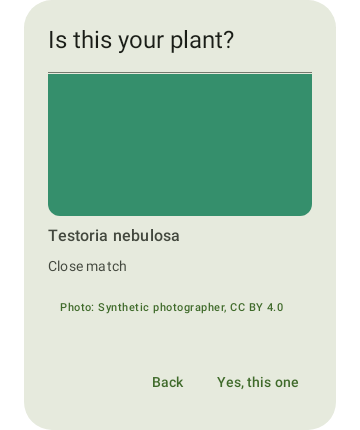 Is this your plant?
Testoria nebulosa
Close match
Photo: Synthetic photographer, CC BY 4.0
Back
Yes, this one